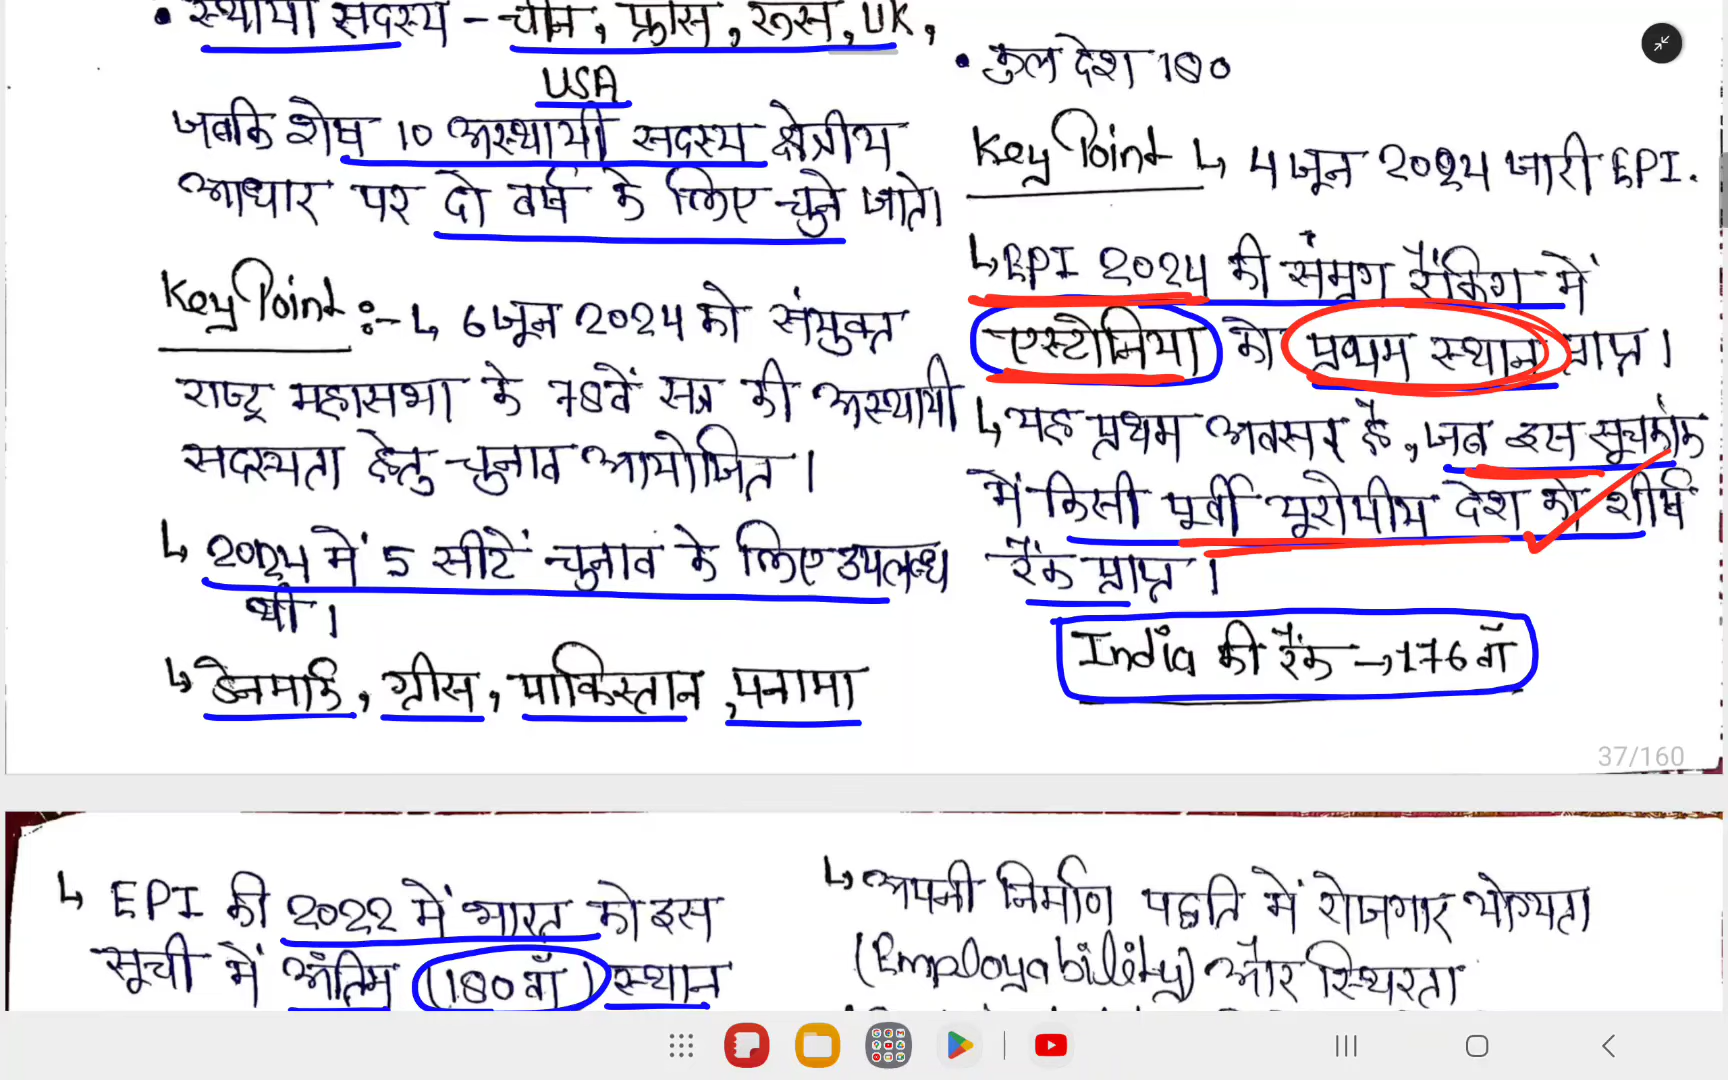 • स्थायी सदस्य – चीन, फ्रांस, रूस, UK,
USA
जबकि शेष 10 अस्थायी सदस्य क्षेत्रीय
आधार पर दो वर्ष के लिए चुने जाते।
Key Point :- ↳ 6 जून 2024 को संयुक्त
राष्ट्र महासभा के 78वें सत्र की अस्थायी
सदस्यता हेतु चुनाव आयोजित।
↳ 2024 में 5 सीटें चुनाव के लिए उपलब्ध
थी।
↳ डेनमार्क, ग्रीस, पाकिस्तान, पनामा
• कुल देश 180
Key Point ↳ 4 जून 2024 जारी EPI.
↳ EPI 2024 की संमग्र रैंकिंग में
एस्टोनिया को प्रथम स्थान प्राप्त।
↳ यह प्रथम अवसर है, जब इस सूचकांक
में किसी पूर्वी यूरोपीय देश को शीर्ष
रैंक प्राप्त।
India की रैंक → 176 वाँ
37/160
↳ EPI की 2022 में भारत को इस
सूची में अंतिम (180 वाँ) स्थान
↳ अपनी निर्माण पद्धति में रोजगार योग्यता
(Employability) और स्थिरता